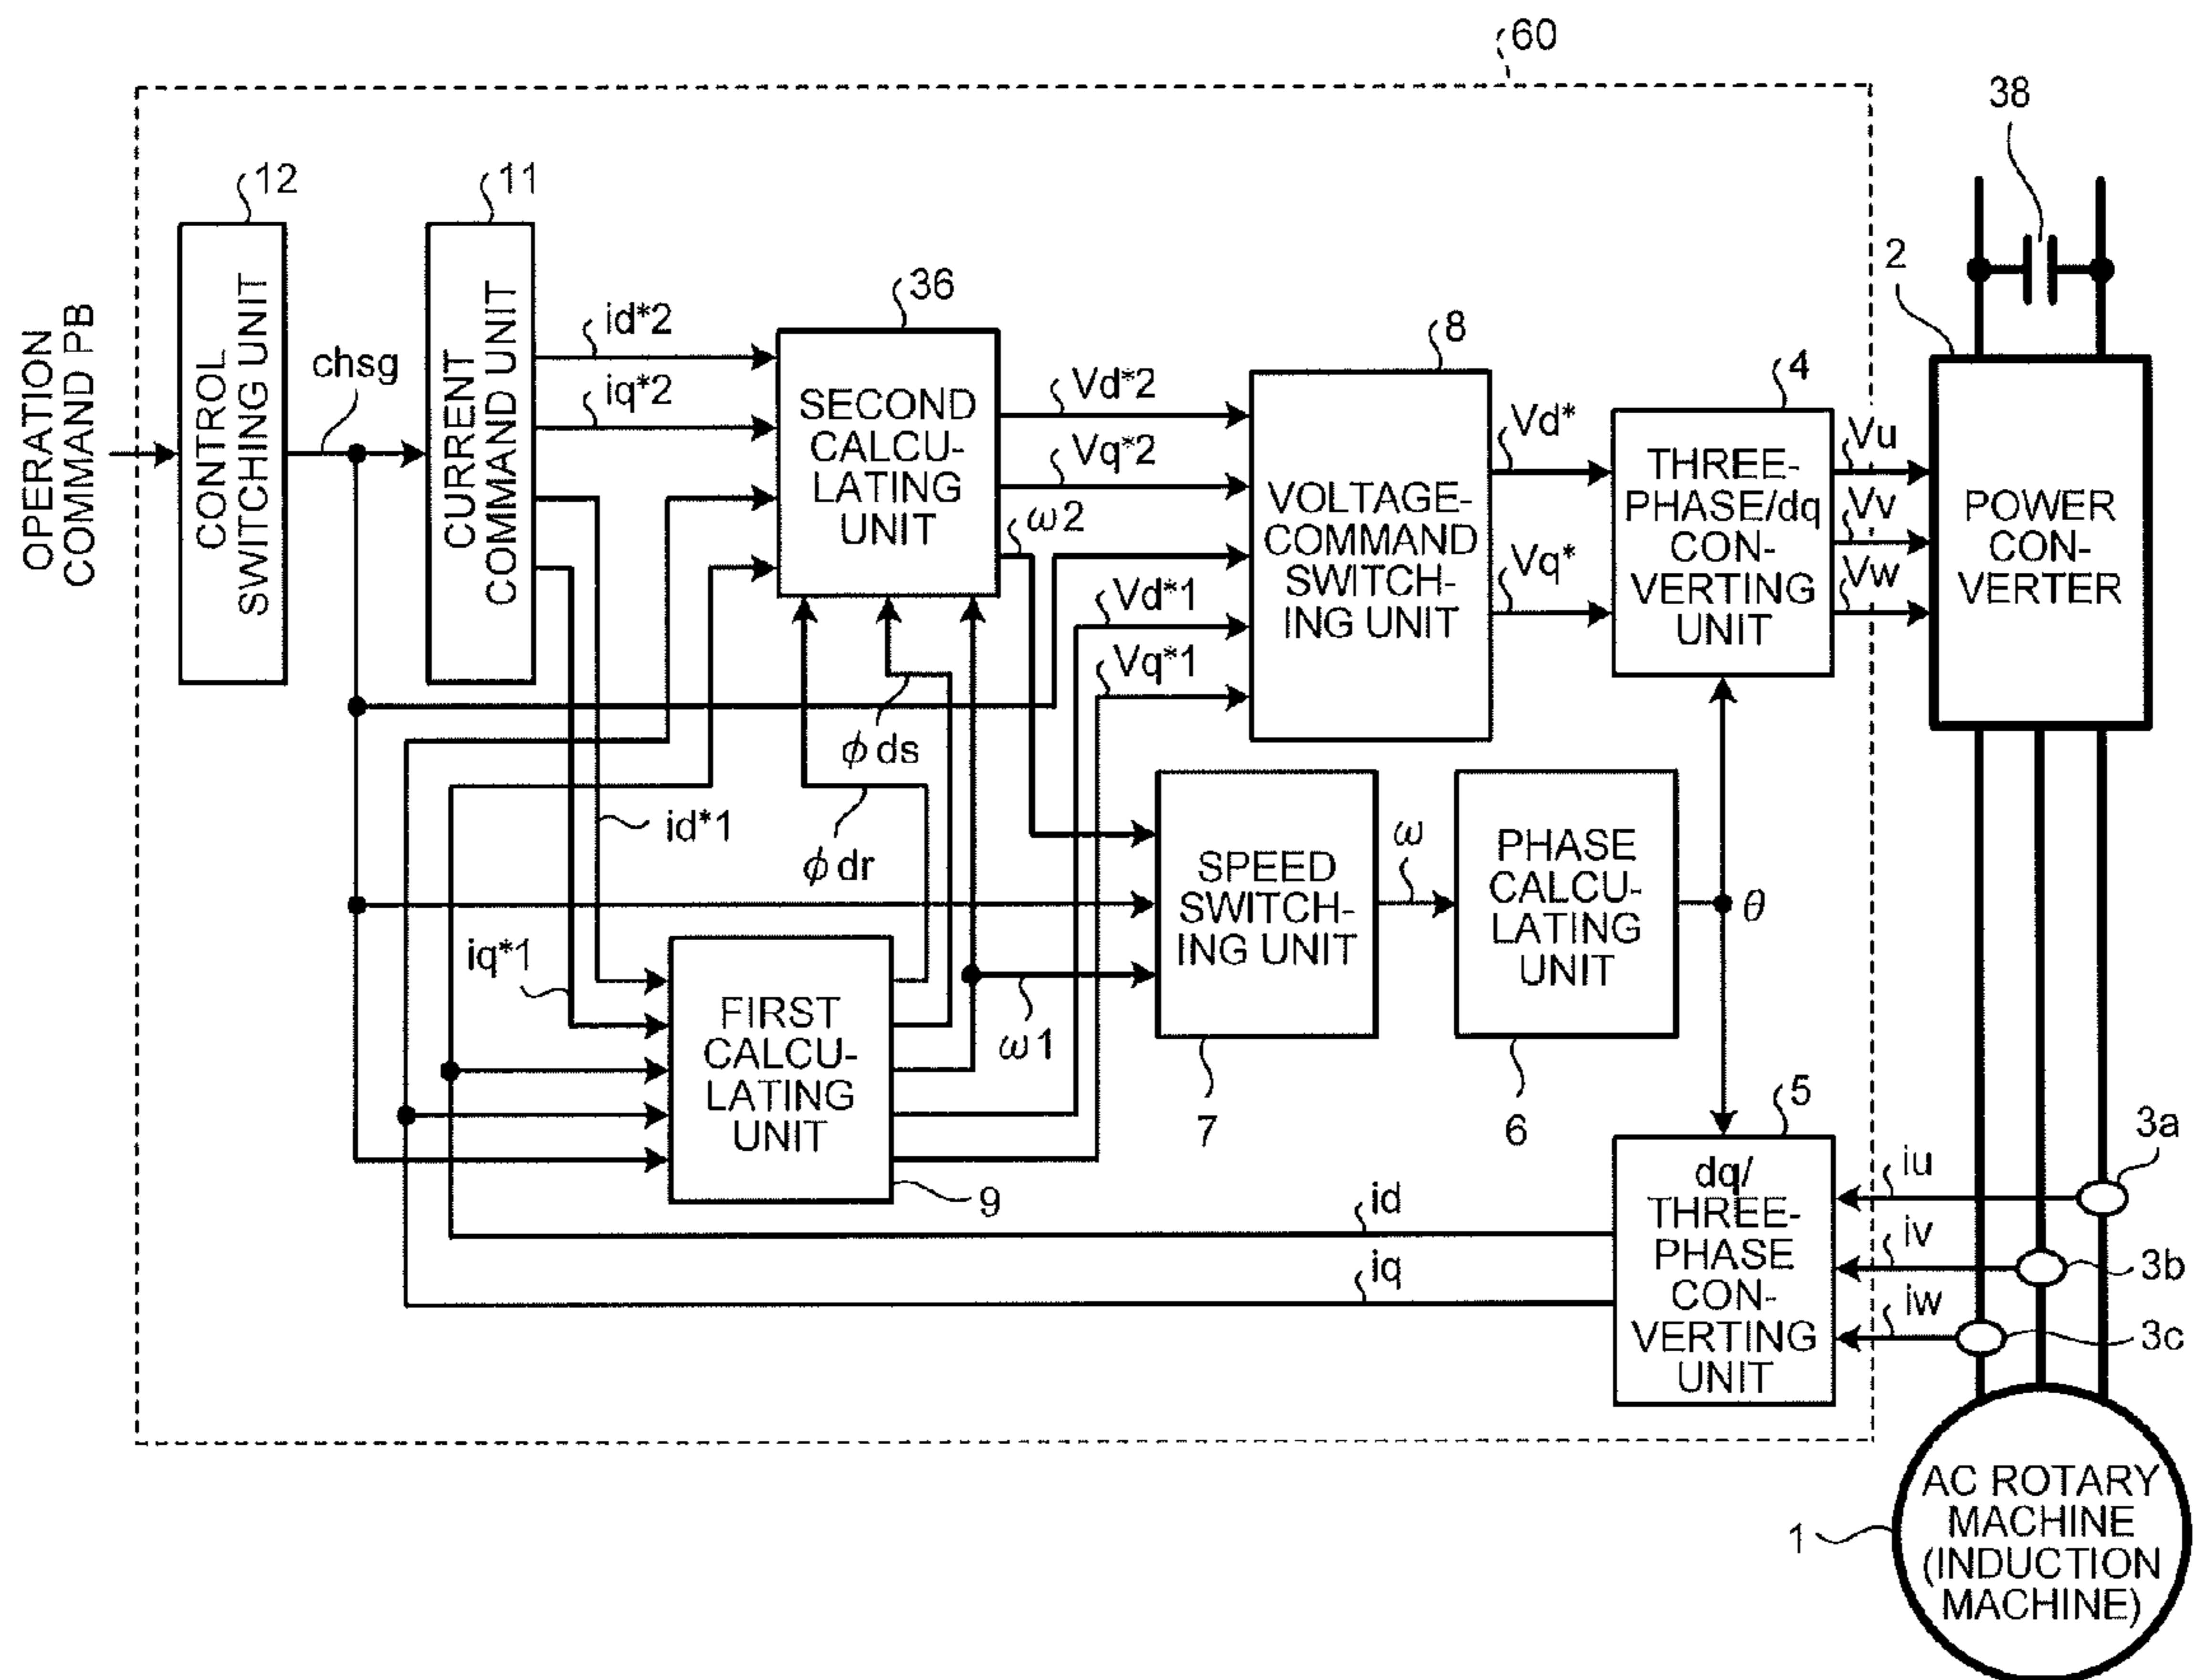 60
38
12
11
36
2
8
4
OPERATION
COMMAND PB
CONTROL
SWITCHING UNIT
chsg
CURRENT
COMMAND UNIT
id*2
iq*2
SECOND
CALCU-
LATING
UNIT
Vd*2
Vq*2
ω2
Vd*1
Vq*1
VOLTAGE-
COMMAND
SWITCH-
ING UNIT
Vd*
Vq*
THREE-
PHASE/dq
CON-
VERTING
UNIT
Vu
Vv
Vw
POWER
CON-
VERTER
ϕds
ϕdr
id*1
iq*1
FIRST
CALCU-
LATING
UNIT
9
ω1
SPEED
SWITCH-
ING UNIT
7
ω
PHASE
CALCU-
LATING
UNIT
6
θ
5
dq/
THREE-
PHASE
CON-
VERTING
UNIT
id
iq
iu
iv
iw
3a
3b
3c
1
AC ROTARY
MACHINE
(INDUCTION
MACHINE)